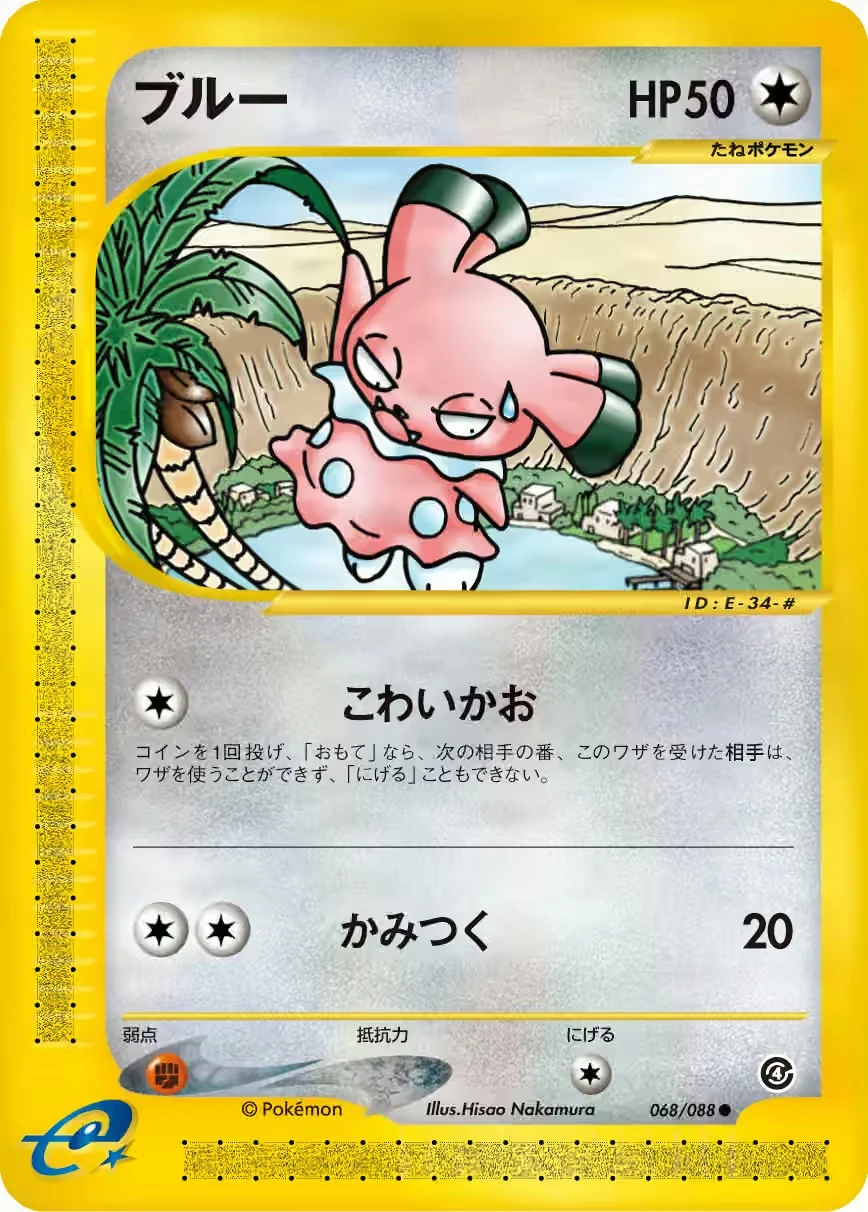 ブルー
HP50
たねポケモン
ID : E-34-#
こわいかお
コインを1回投げ、「おもて」なら、次の相手の番、このワザを受けた相手は、
ワザを使うことができず、「にげる」こともできない。
かみつく 20
弱点 抵抗力 にげる
4
© Pokémon Illus.Hisao Nakamura 068/088
e